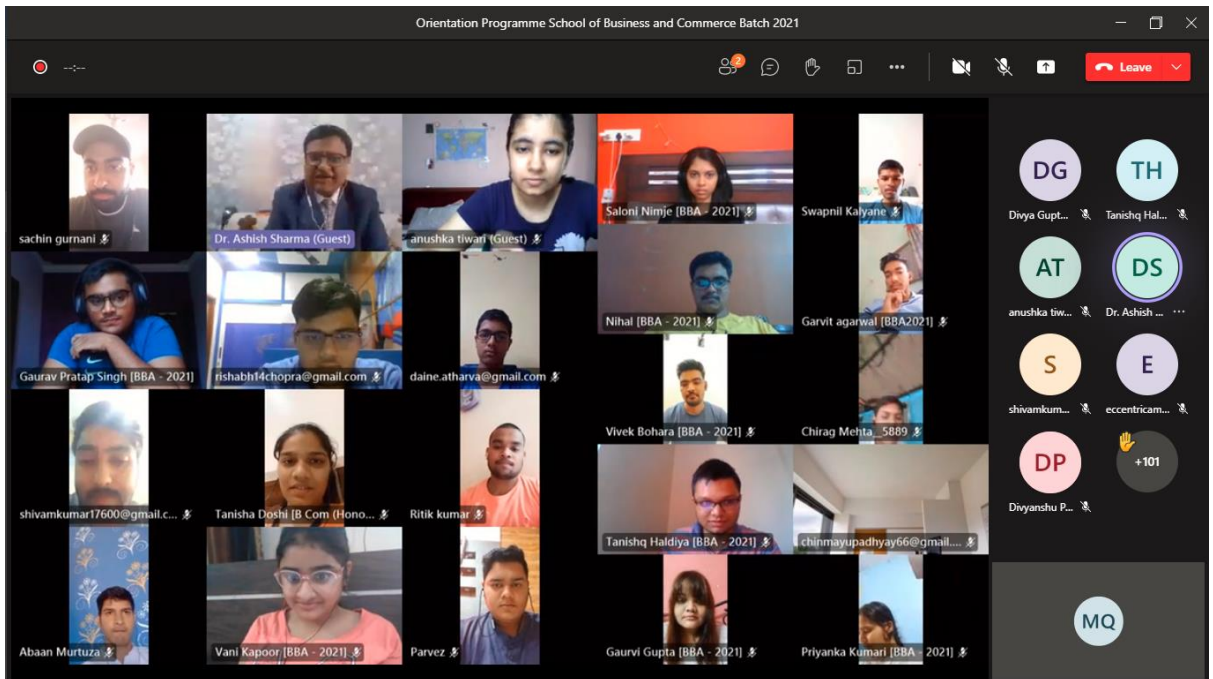 Orientation Programme School of Business and Commerce Batch 2021
--:--
2
Leave
sachin gurnani
Dr. Ashish Sharma (Guest)
anushka tiwari (Guest)
Saloni Nimje [BBA - 2021]
Swapnil Kalyane
Gaurav Pratap Singh [BBA - 2021]
rishabh14chopra@gmail.com
daine.atharva@gmail.com
Nihal [BBA - 2021]
Garvit agarwal [BBA2021]
Vivek Bohara [BBA - 2021]
Chirag Mehta_5889
shivamkumar17600@gmail.c...
Tanisha Doshi [B Com (Hono...
Ritik kumar
Tanishq Haldiya [BBA - 2021]
chinmayupadhyay66@gmail....
Abaan Murtuza
Vani Kapoor [BBA - 2021]
Parvez
Gaurvi Gupta [BBA - 2021]
Priyanka Kumari [BBA - 2021]
DG
TH
Divya Gupt...
Tanishq Hal...
AT
DS
anushka tiw...
Dr. Ashish ...
S
E
shivamkum...
eccentricam...
DP
+101
Divyanshu P...
MQ